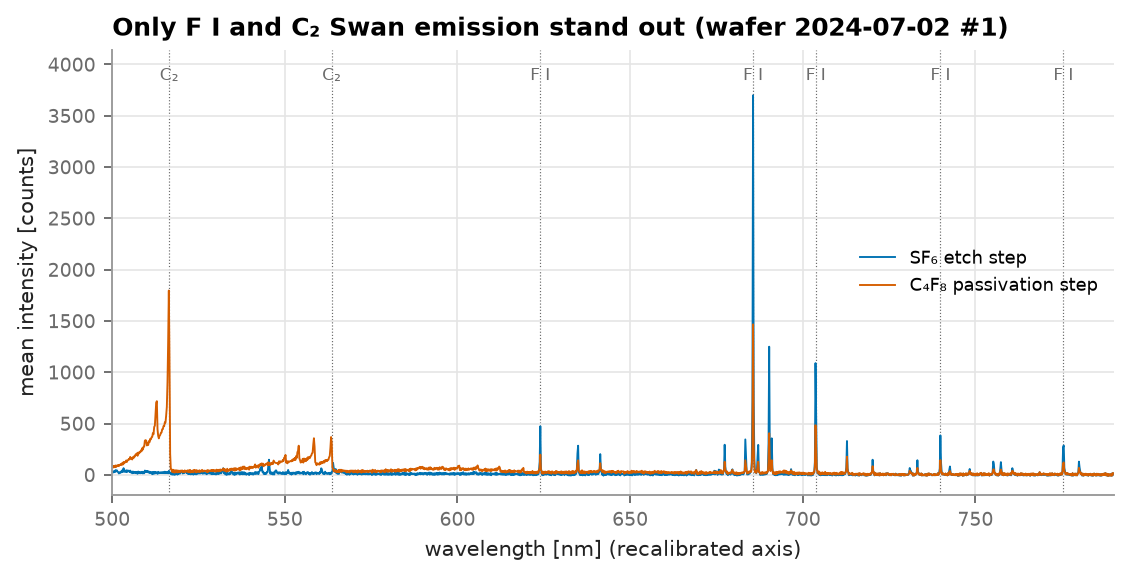 Only F I and C₂ Swan emission stand out (wafer 2024-07-02 #1)
C₂ C₂ F I F I F I F I F I
4000
3500
3000
2500
2000
1500
1000
500
0
mean intensity [counts]
SF₆ etch step
C₄F₈ passivation step
500 550 600 650 700 750
wavelength [nm] (recalibrated axis)